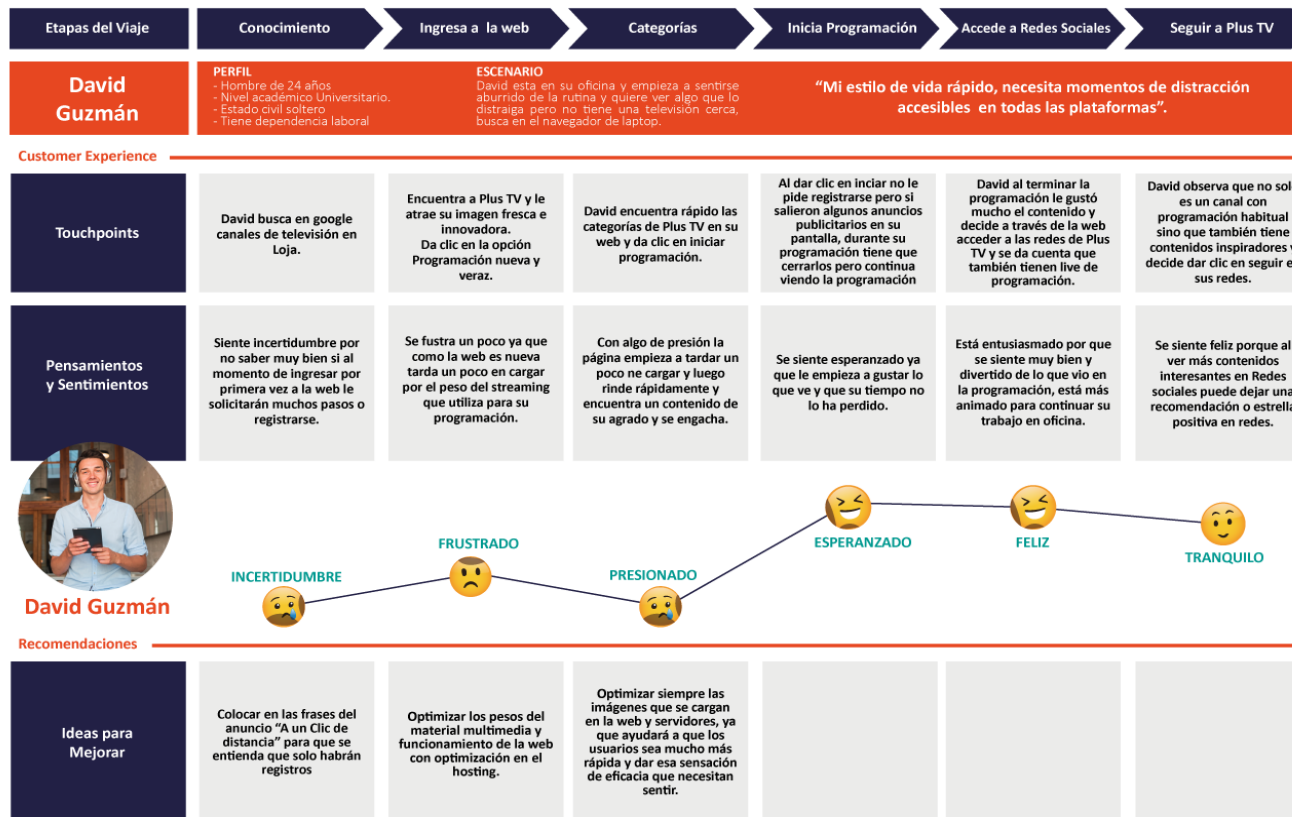 Etapas del Viaje
Conocimiento
Ingresa a la web
Categorías
Inicia Programación
Accede a Redes Sociales
Seguir a Plus TV
David
Guzmán
PERFIL
- Hombre de 24 años
- Nivel académico Universitario.
- Estado civil soltero
- Tiene dependencia laboral
ESCENARIO
David esta en su oficina y empieza a sentirse
aburrido de la rutina y quiere ver algo que lo
distraiga pero no tiene una televisión cerca,
busca en el navegador de laptop.
“Mi estilo de vida rápido, necesita momentos de distracción
accesibles en todas las plataformas”.
Customer Experience
Touchpoints
David busca en google
canales de televisión en
Loja.
Encuentra a Plus TV y le
atrae su imagen fresca e
innovadora.
Da clic en la opción
Programación nueva y
veraz.
David encuentra rápido las
categorías de Plus TV en su
web y da clic en iniciar
programación.
Al dar clic en inciar no le
pide registrarse pero si
salieron algunos anuncios
publicitarios en su
pantalla, durante su
programación tiene que
cerrarlos pero continua
viendo la programación
David al terminar la
programación le gustó
mucho el contenido y
decide a través de la web
acceder a las redes de Plus
TV y se da cuenta que
también tienen live de
programación.
David observa que no sol
es un canal con
programación habitual
sino que también tiene
contenidos inspiradores y
decide dar clic en seguir e
sus redes.
Pensamientos
y Sentimientos
Siente incertidumbre por
no saber muy bien si al
momento de ingresar por
primera vez a la web le
solicitarán muchos pasos o
registrarse.
Se fustra un poco ya que
como la web es nueva
tarda un poco en cargar
por el peso del streaming
que utiliza para su
programación.
Con algo de presión la
página empieza a tardar un
poco ne cargar y luego
rinde rápidamente y
encuentra un contenido de
su agrado y se engacha.
Se siente esperanzado ya
que le empieza a gustar lo
que ve y que su tiempo no
lo ha perdido.
Está entusiasmado por que
se siente muy bien y
divertido de lo que vio en
la programación, está más
animado para continuar su
trabajo en oficina.
Se siente feliz porque al
ver más contenidos
interesantes en Redes
sociales puede dejar una
recomendación o estrella
positiva en redes.
INCERTIDUMBRE
FRUSTRADO
PRESIONADO
ESPERANZADO
FELIZ
TRANQUILO
David Guzmán
Recomendaciones
Ideas para
Mejorar
Colocar en las frases del
anuncio “A un Clic de
distancia” para que se
entienda que solo habrán
registros
Optimizar los pesos del
material multimedia y
funcionamiento de la web
con optimización en el
hosting.
Optimizar siempre las
imágenes que se cargan
en la web y servidores, ya
que ayudará a que los
usuarios sea mucho más
rápida y dar esa sensación
de eficacia que necesitan
sentir.